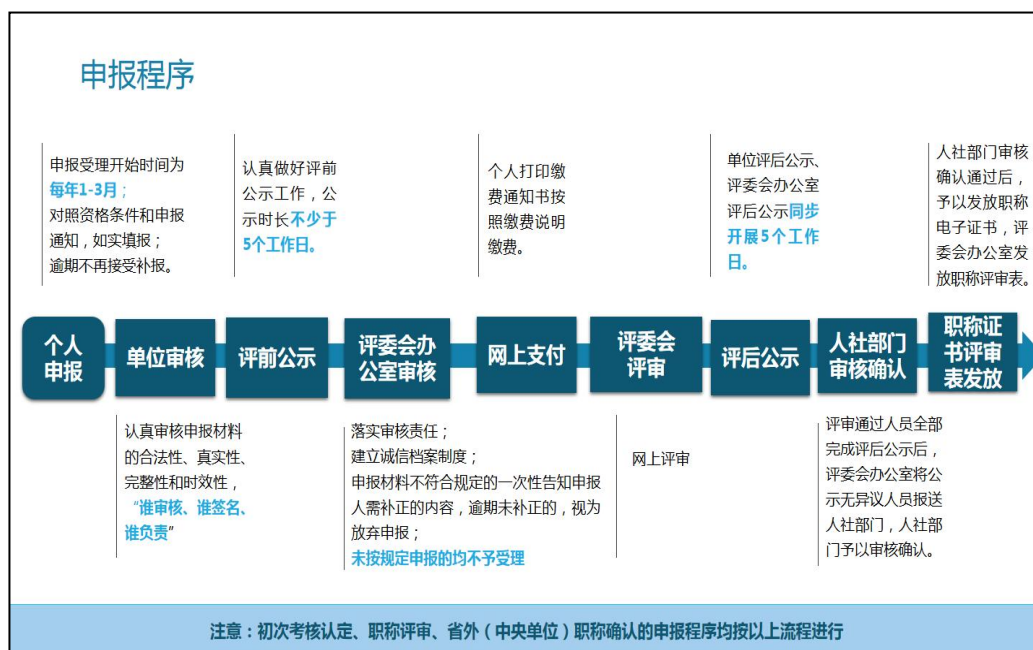 申报程序
申报受理开始时间为
每年1-3月；
对照资格条件和申报
通知，如实填报；
逾期不再接受补报。
认真做好评前
公示工作，公
示时长不少于
5个工作日。
个人打印缴
费通知书按
照缴费说明
缴费。
单位评后公示、
评委会办公室
评后公示同步
开展5个工作
日。
人社部门审核
确认通过后，
予以发放职称
电子证书，评
委会办公室发
放职称评审表。
个人
申报
单位审核
评前公示
评委会办
公室审核
网上支付
评委会
评审
评后公示
人社部门
审核确认
职称证
书评审
表发放
认真审核申报材料
的合法性、真实性、
完整性和时效性，
“谁审核、谁签名、
谁负责”
落实审核责任；
建立诚信档案制度；
申报材料不符合规定的一次性告知申报
人需补正的内容，逾期未补正的，视为
放弃申报；
未按规定申报的均不予受理
网上评审
评审通过人员全部
完成评后公示后，
评委会办公室将公
示无异议人员报送
人社部门，人社部
门予以审核确认。
注意：初次考核认定、职称评审、省外（中央单位）职称确认的申报程序均按以上流程进行